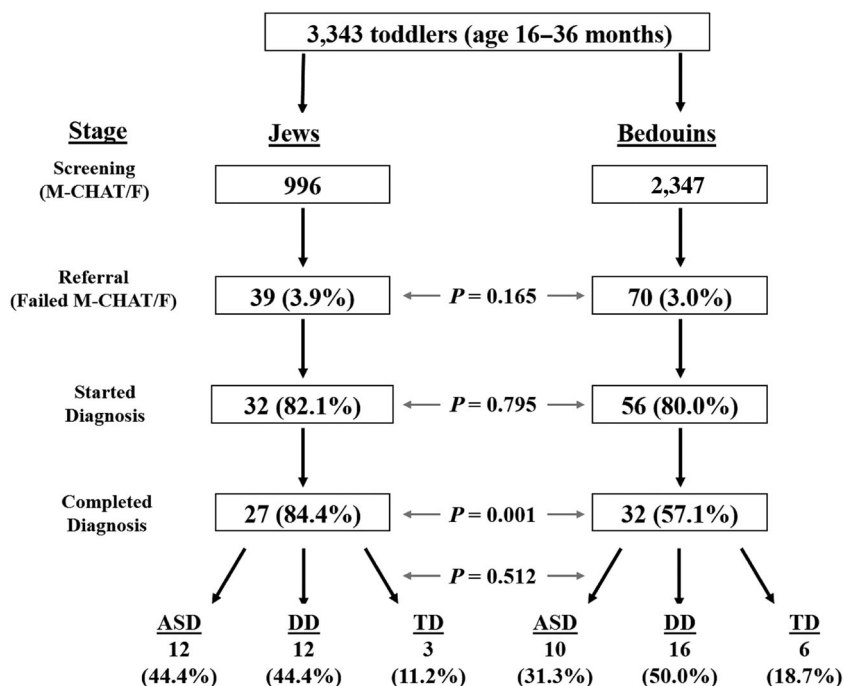 3,343 toddlers (age 16–36 months)
Stage
Jews
Bedouins
Screening
(M-CHAT/F)
996
2,347
Referral
(Failed M-CHAT/F)
39 (3.9%)
P = 0.165
70 (3.0%)
Started
Diagnosis
32 (82.1%)
P = 0.795
56 (80.0%)
Completed
Diagnosis
27 (84.4%)
P = 0.001
32 (57.1%)
P = 0.512
ASD
12
(44.4%)
DD
12
(44.4%)
TD
3
(11.2%)
ASD
10
(31.3%)
DD
16
(50.0%)
TD
6
(18.7%)